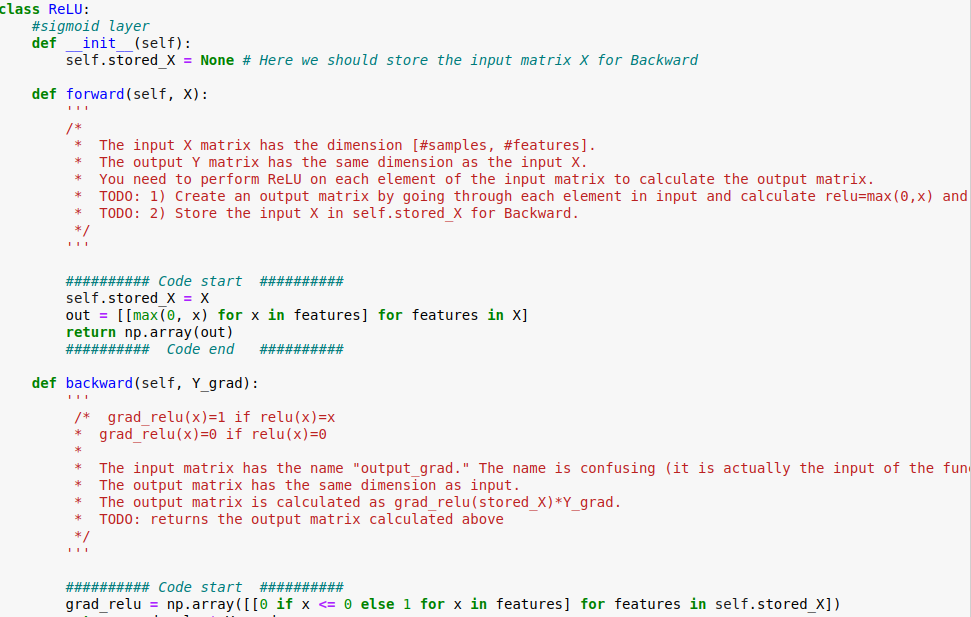 class ReLU:
    #sigmoid layer
    def __init__(self):
        self.stored_X = None # Here we should store the input matrix X for Backward

    def forward(self, X):
        '''
        /*
         *  The input X matrix has the dimension [#samples, #features].
         *  The output Y matrix has the same dimension as the input X.
         *  You need to perform ReLU on each element of the input matrix to calculate the output matrix.
         *  TODO: 1) Create an output matrix by going through each element in input and calculate relu=max(0,x) and
         *  TODO: 2) Store the input X in self.stored_X for Backward.
         */
        '''

        ########## Code start  ##########
        self.stored_X = X
        out = [[max(0, x) for x in features] for features in X]
        return np.array(out)
        ##########  Code end   ##########

    def backward(self, Y_grad):
        '''
         /*  grad_relu(x)=1 if relu(x)=x
         *  grad_relu(x)=0 if relu(x)=0
         *
         *  The input matrix has the name "output_grad." The name is confusing (it is actually the input of the
         *  The output matrix has the same dimension as input.
         *  The output matrix is calculated as grad_relu(stored_X)*Y_grad.
         *  TODO: returns the output matrix calculated above
         */
        '''

        ########## Code start  ##########
        grad_relu = np.array([[0 if x <= 0 else 1 for x in features] for features in self.stored_X])